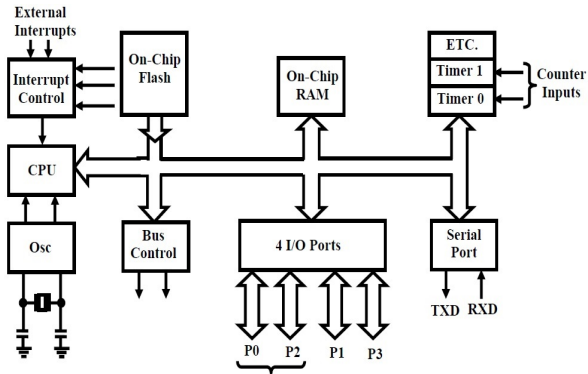 External
Interrupts
Interrupt
Control
On-Chip
Flash
On-Chip
RAM
ETC.
Timer 1
Timer 0
Counter
Inputs
CPU
Osc
Bus
Control
4 I/O Ports
Serial
Port
TXD RXD
P0 P2 P1 P3